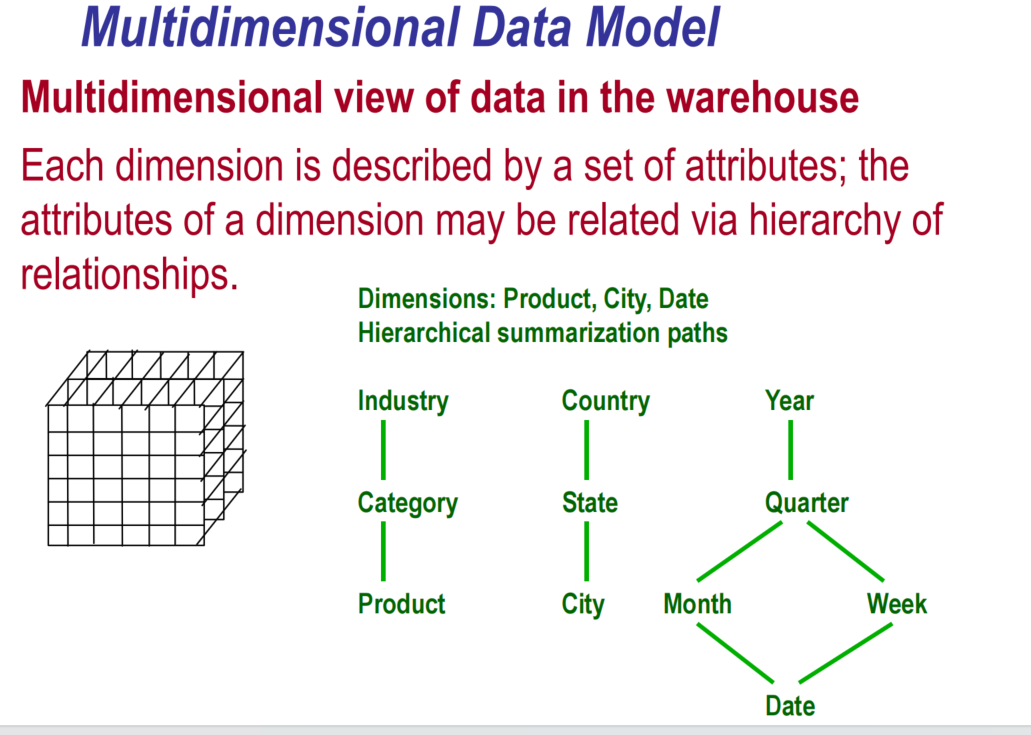 Multidimensional Data Model
Multidimensional view of data in the warehouse
Each dimension is described by a set of attributes; the
attributes of a dimension may be related via hierarchy of
relationships.
Dimensions: Product, City, Date
Hierarchical summarization paths
Industry Country Year
Category State Quarter
Product City Month Week
Date